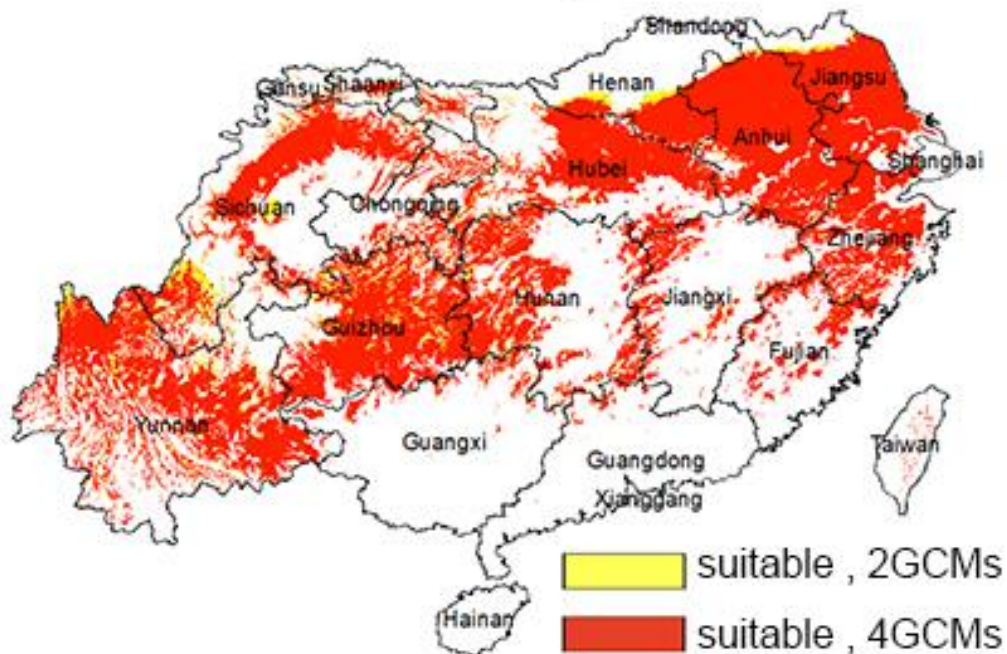 Shandong
Henan
Gansu
Shaanxi
Jiangsu
Anhui
Shanghai
Hubei
Sichuan
Chongqing
Zhejiang
Hunan
Jiangxi
Guizhou
Fujian
Yunnan
Guangxi
Taiwan
Guangdong
Xianggang
suitable , 2GCMs
Hainan
suitable , 4GCMs